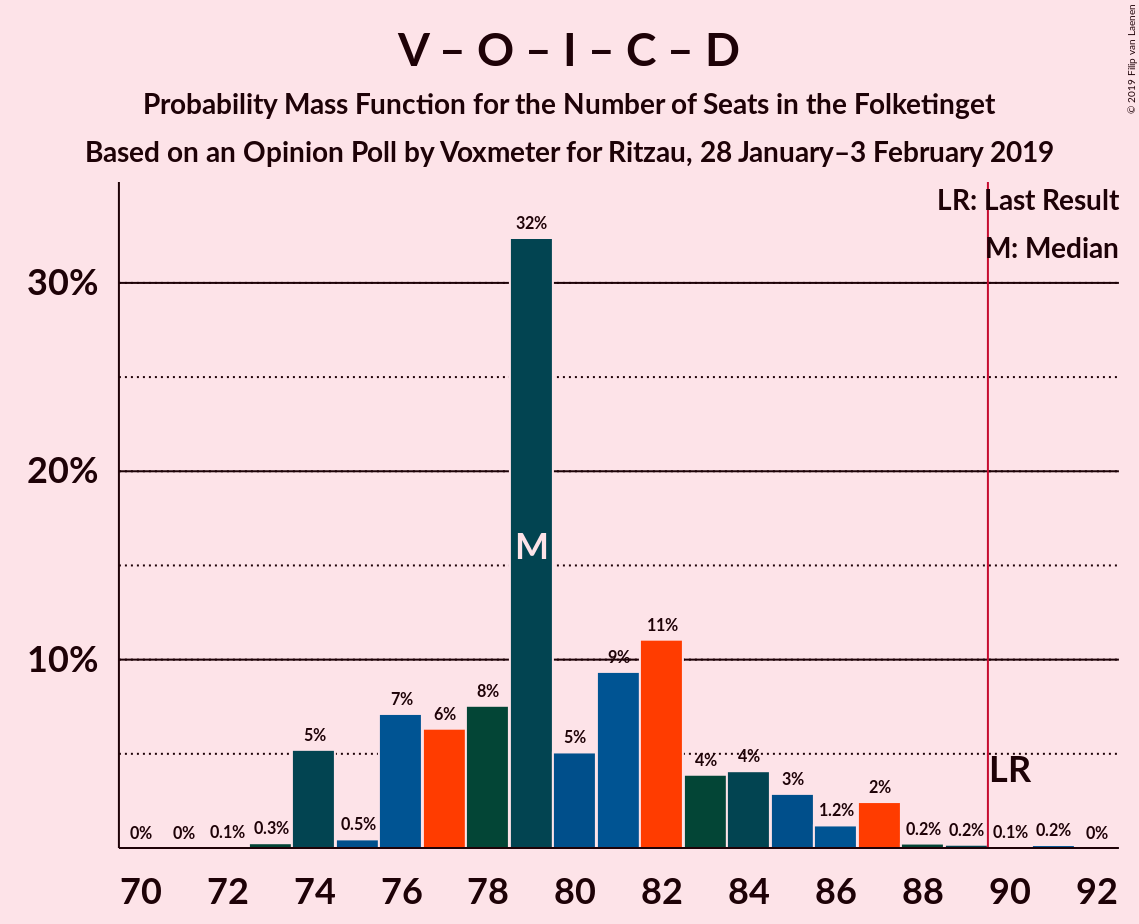 V – O – I – C – D
Probability Mass Function for the Number of Seats in the Folketinget
Based on an Opinion Poll by Voxmeter for Ritzau, 28 January–3 February 2019
© 2019 Filip van Laenen
LR: Last Result
M: Median
30%
20%
10%
0%
0%
0.1%
0.3%
5%
0.5%
7%
6%
8%
32%
5%
9%
11%
4%
4%
3%
1.2%
2%
0.2%
0.2%
0.1%
0.2%
0%
M
LR
70 72 74 76 78 80 82 84 86 88 90 92